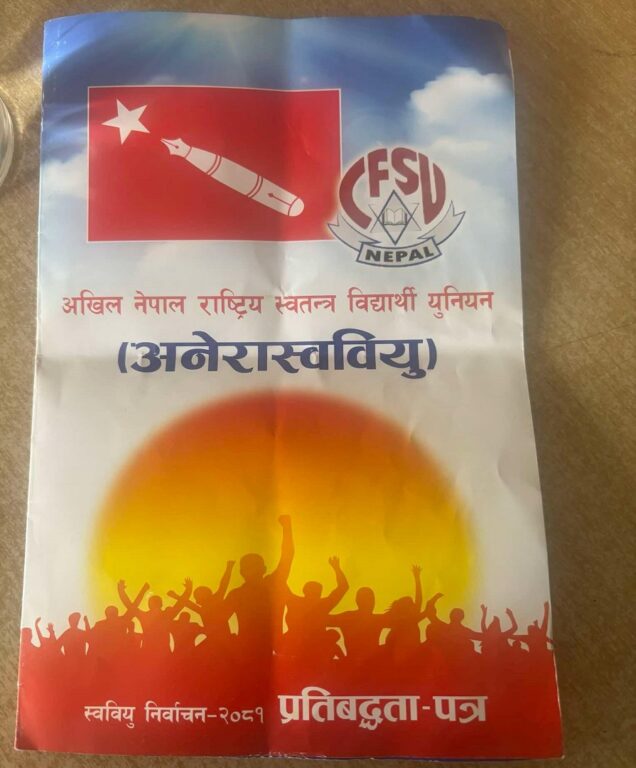 CFSU
NEPAL
अखिल नेपाल राष्ट्रिय स्वतन्त्र विद्यार्थी युनियन
(अनेरास्ववियु)
स्ववियु निर्वाचन-२०८१ प्रतिबद्धता-पत्र